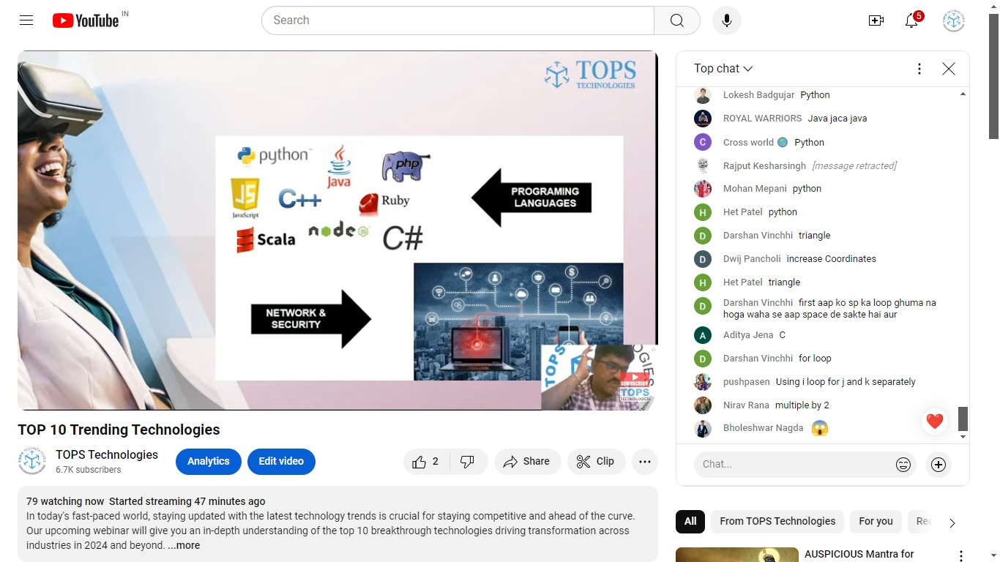 YouTube IN
Search
5
TOPS
TECHNOLOGIES
python
Java
php
JS
JavaScript
C++
Ruby
PROGRAMING
LANGUAGES
Scala
node JS
C#
NETWORK &
SECURITY
TOPS
SUBSCRIBE
TOPS
TECHNOLOGIES
TOP 10 Trending Technologies
TOPS Technologies
6.7K subscribers
Analytics
Edit video
2
Share
Clip
79 watching now Started streaming 47 minutes ago
In today's fast-paced world, staying updated with the latest technology trends is crucial for staying competitive and ahead of the curve.
Our upcoming webinar will give you an in-depth understanding of the top 10 breakthrough technologies driving transformation across
industries in 2024 and beyond. ...more
Top chat
Lokesh Badgujar Python
ROYAL WARRIORS Java jaca java
C Cross world Python
Rajput Kesharsingh [message retracted]
Mohan Mepani python
H Het Patel python
D Darshan Vinchhi triangle
D Dwij Pancholi increase Coordinates
H Het Patel triangle
D Darshan Vinchhi first aap ko sp ka loop ghuma na
hoga waha se aap space de sakte hai aur
A Aditya Jena C
D Darshan Vinchhi for loop
pushpasen Using i loop for j and k separately
Nirav Rana multiple by 2
Bholeshwar Nagda 😱
Chat...
All
From TOPS Technologies
For you
AUSPICIOUS Mantra for